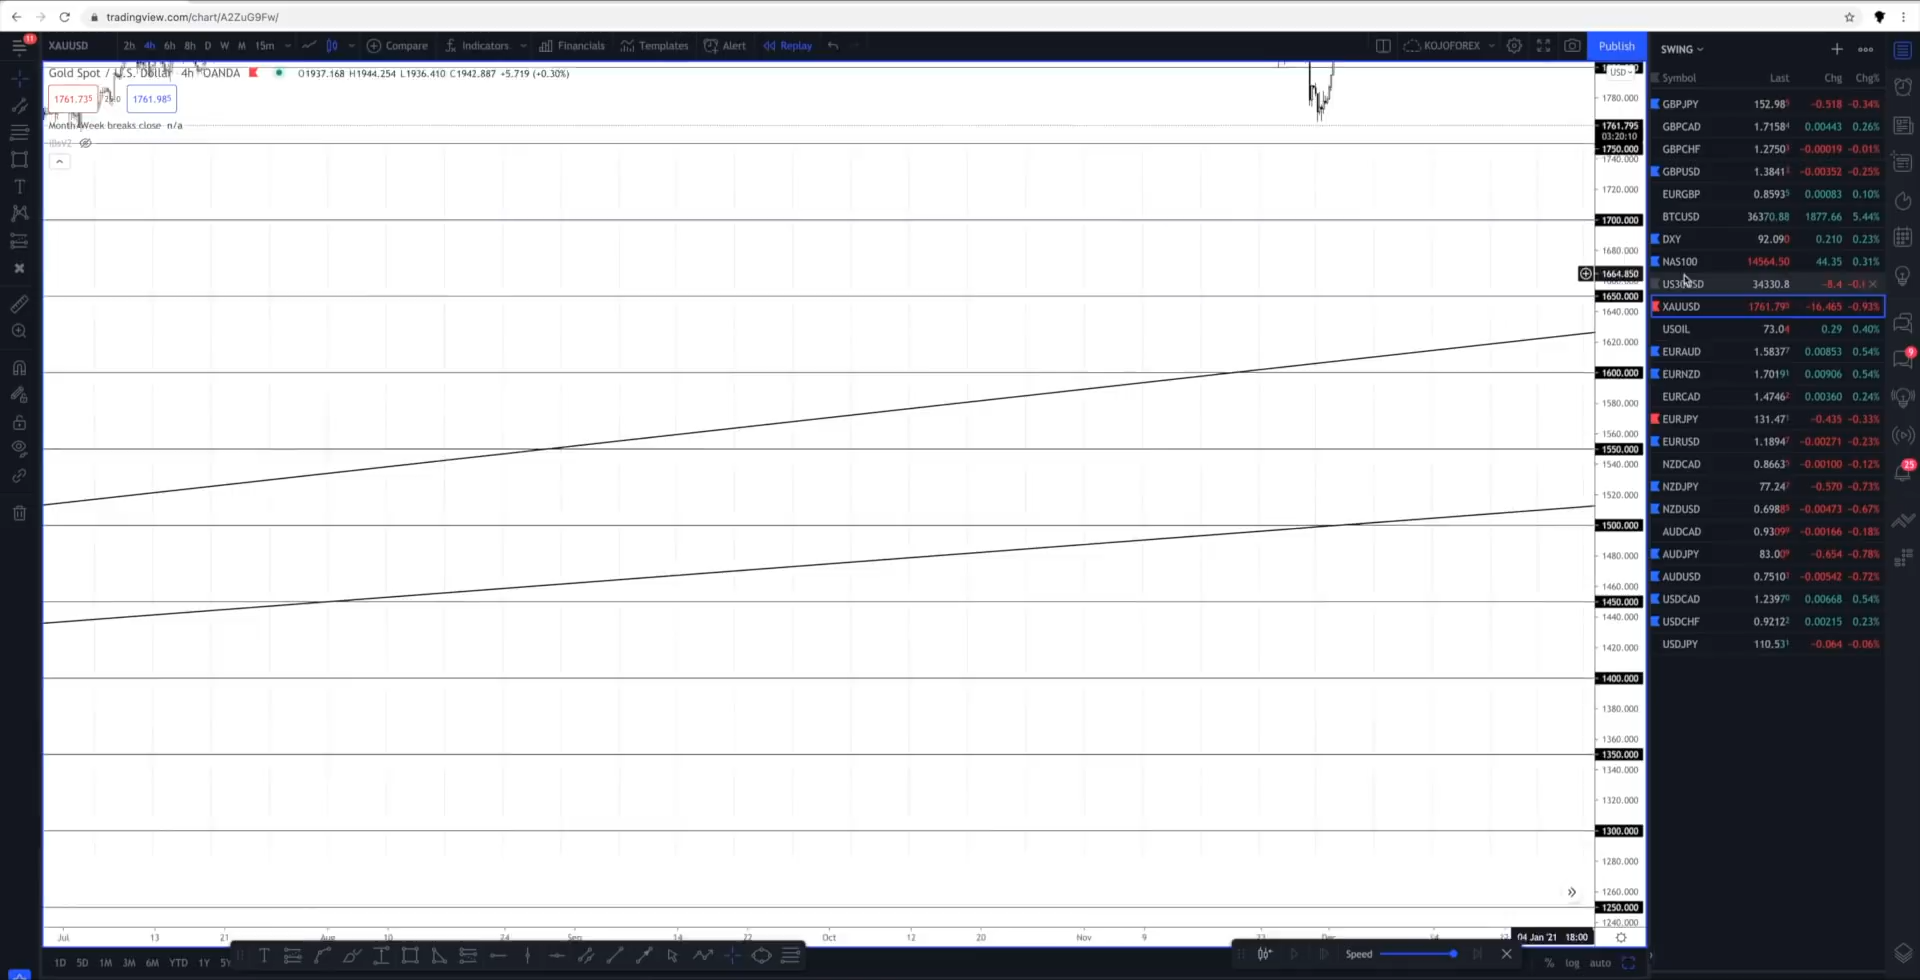 tradingview.com/chart/A2ZuG9Fw/
11
XAUUSD 2h 4h 6h 8h D W M 15m Compare Indicators Financials Templates Alert Replay KOJOFOREX Publish
Gold Spot / U.S. Dollar 4h OANDA O1937.168 H1944.254 L1936.410 C1942.887 +5.719 (+0.30%)
1761.735 1761.985
Month-Week breaks close n/a
USD
1780.000
1761.795
03:20:10
1750.000
1740.000
1720.000
1700.000
1680.000
1664.850
1650.000
1640.000
1620.000
1600.000
1580.000
1560.000
1550.000
1540.000
1520.000
1500.000
1480.000
1460.000
1450.000
1440.000
1420.000
1400.000
1380.000
1360.000
1350.000
1340.000
1320.000
1300.000
1280.000
1260.000
1250.000
1240.000
Jul 13 21 Aug 10 24 Sep 14 22 Oct 12 20 Nov 9 23 Dec 04 Jan '21 18:00
1D 5D 1M 3M 6M YTD 1Y Speed % log auto
SWING
Symbol Last Chg Chg%
GBPJPY 152.98 -0.518 -0.34%
GBPCAD 1.7158 0.00443 0.26%
GBPCHF 1.2750 -0.00019 -0.01%
GBPUSD 1.3841 -0.00352 -0.25%
EURGBP 0.8593 0.00083 0.10%
BTCUSD 36370.88 1877.66 5.44%
DXY 92.090 0.210 0.23%
NAS100 14564.50 44.35 0.31%
US30USD 34330.8 -8.4
XAUUSD 1761.795 -16.465 -0.93%
USOIL 73.04 0.29 0.40%
EURAUD 1.5837 0.00853 0.54%
EURNZD 1.7019 0.00906 0.54%
EURCAD 1.4746 0.00360 0.24%
EURJPY 131.47 -0.435 -0.33%
EURUSD 1.1894 -0.00271 -0.23%
NZDCAD 0.8663 -0.00100 -0.12%
NZDJPY 77.24 -0.570 -0.73%
NZDUSD 0.6988 -0.00473 -0.67%
AUDCAD 0.9309 -0.00166 -0.18%
AUDJPY 83.00 -0.654 -0.78%
AUDUSD 0.7510 -0.00542 -0.72%
USDCAD 1.2397 0.00668 0.54%
USDCHF 0.9212 0.00215 0.23%
USDJPY 110.53 -0.064 -0.06%
9
25